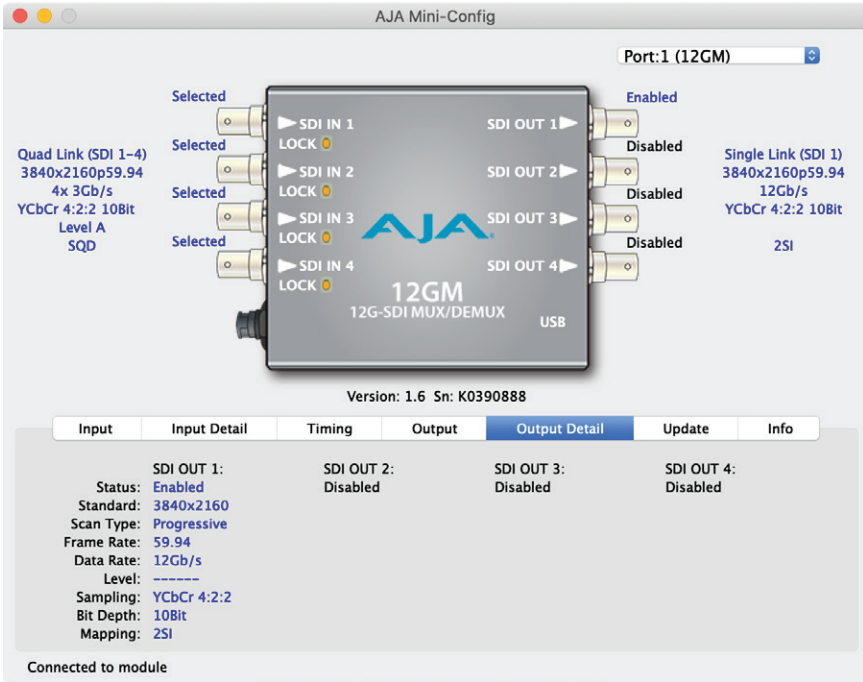 AJA Mini-Config
Port:1 (12GM)
Selected
Selected
Selected
Selected
Quad Link (SDI 1-4)
3840x2160p59.94
4x 3Gb/s
YCbCr 4:2:2 10Bit
Level A
SQD
SDI IN 1
LOCK
SDI IN 2
LOCK
SDI IN 3
LOCK
SDI IN 4
LOCK
SDI OUT 1
SDI OUT 2
SDI OUT 3
SDI OUT 4
AJA
12GM
12G-SDI MUX/DEMUX
USB
Enabled
Disabled
Disabled
Disabled
Single Link (SDI 1)
3840x2160p59.94
12Gb/s
YCbCr 4:2:2 10Bit
2SI
Version: 1.6 Sn: K0390888
Input Input Detail Timing Output Output Detail Update Info
SDI OUT 1: SDI OUT 2: SDI OUT 3: SDI OUT 4:
Status: Enabled Disabled Disabled Disabled
Standard: 3840x2160
Scan Type: Progressive
Frame Rate: 59.94
Data Rate: 12Gb/s
Level: ------
Sampling: YCbCr 4:2:2
Bit Depth: 10Bit
Mapping: 2SI
Connected to module